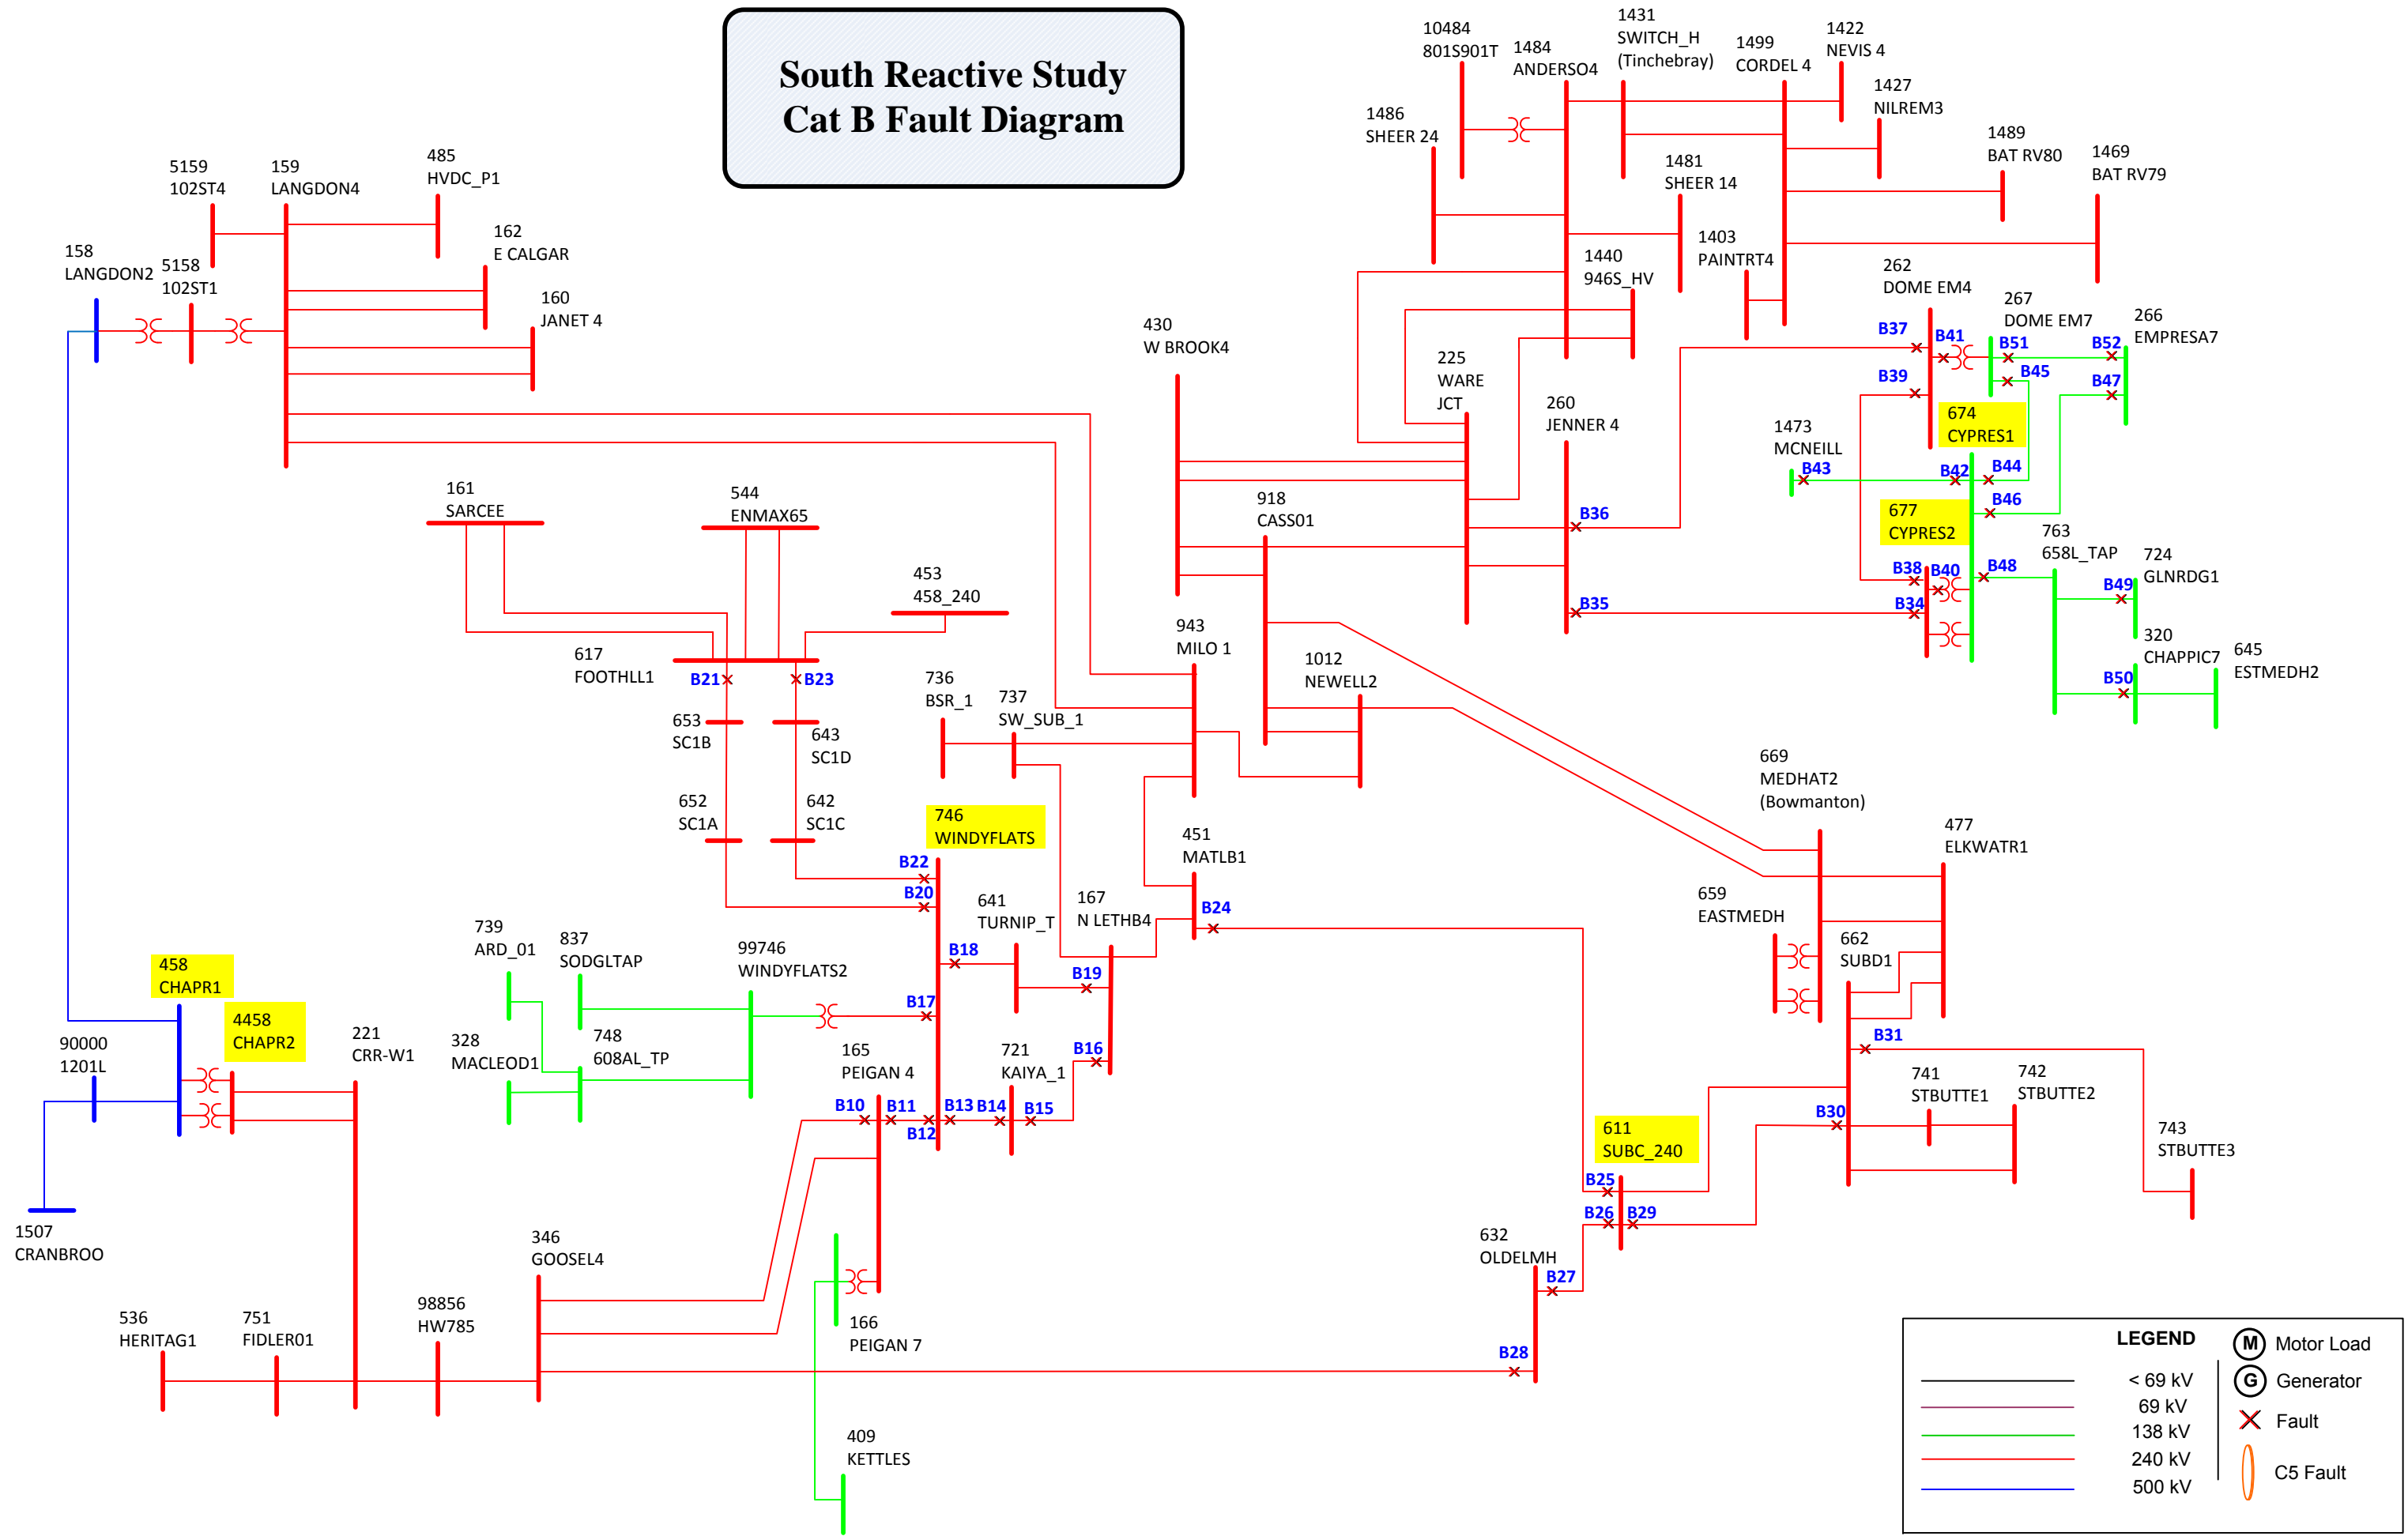 South Reactive Study
Cat B Fault Diagram
10484
801S901T
1484
ANDERSO4
1431
SWITCH_H
(Tinchebray)
1499
CORDEL 4
1422
NEVIS 4
1427
NILREM3
1486
SHEER 24
1481
SHEER 14
1489
BAT RV80
1469
BAT RV79
5159
102ST4
159
LANGDON4
485
HVDC_P1
162
E CALGAR
158
LANGDON2
5158
102ST1
160
JANET 4
1440
946S_HV
1403
PAINTRT4
262
DOME EM4
267
DOME EM7
266
EMPRESA7
430
W BROOK4
225
WARE
JCT
260
JENNER 4
B37
B41
B51
B52
B39
B45
B47
674
CYPRES1
1473
MCNEILL
B43
B42
B44
B46
677
CYPRES2
763
658L_TAP
724
GLNRDG1
B36
B38
B40
B48
B49
B35
B34
320
CHAPPIC7
645
ESTMEDH2
B50
161
SARCEE
544
ENMAX65
453
458_240
918
CASS01
617
FOOTHLL1
B21
B23
943
MILO 1
736
BSR_1
737
SW_SUB_1
1012
NEWELL2
653
SC1B
643
SC1D
652
SC1A
642
SC1C
746
WINDYFLATS
451
MATLB1
669
MEDHAT2
(Bowmanton)
477
ELKWATR1
B22
B20
641
TURNIP_T
167
N LETHB4
B24
659
EASTMEDH
662
SUBD1
739
ARD_01
837
SODGLTAP
99746
WINDYFLATS2
B18
B19
B17
458
CHAPR1
4458
CHAPR2
221
CRR-W1
90000
1201L
328
MACLEOD1
748
608AL_TP
165
PEIGAN 4
721
KAIYA_1
B16
B31
741
STBUTTE1
742
STBUTTE2
B10
B11
B12
B13
B14
B15
B30
611
SUBC_240
743
STBUTTE3
B25
B26
B29
1507
CRANBROO
346
GOOSEL4
632
OLDELMH
B27
536
HERITAG1
751
FIDLER01
98856
HW785
166
PEIGAN 7
B28
409
KETTLES
LEGEND
< 69 kV
69 kV
138 kV
240 kV
500 kV
M
Motor Load
G
Generator
Fault
C5 Fault